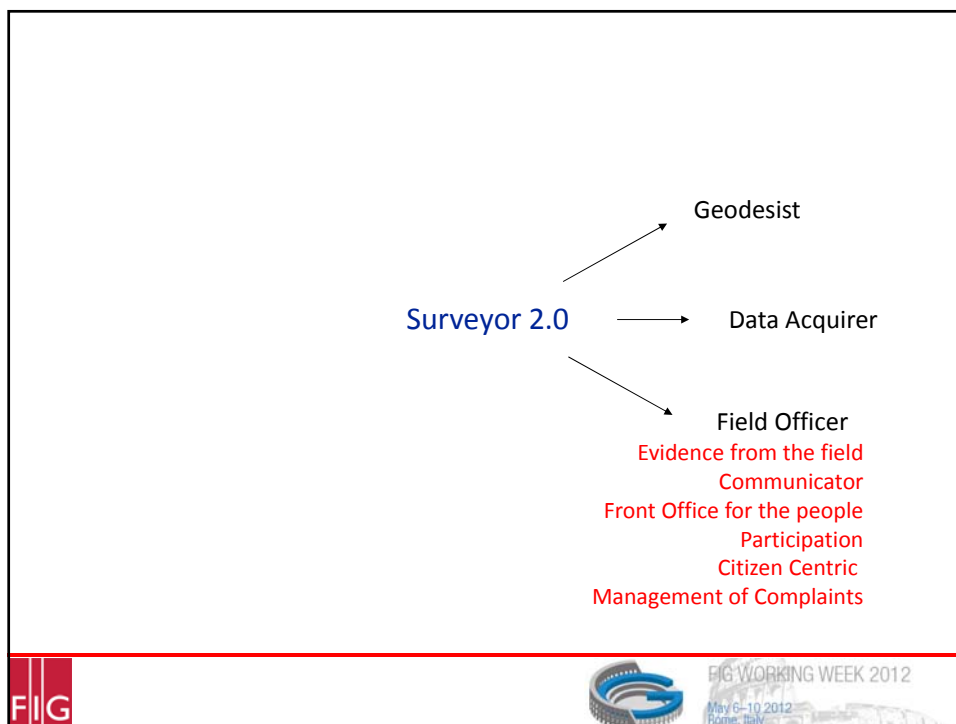 Geodesist
Surveyor 2.0
Data Acquirer
Field Officer
Evidence from the field
Communicator
Front Office for the people
Participation
Citizen Centric
Management of Complaints
FIG
FIG WORKING WEEK 2012
May 6–10 2012
Rome, Italy